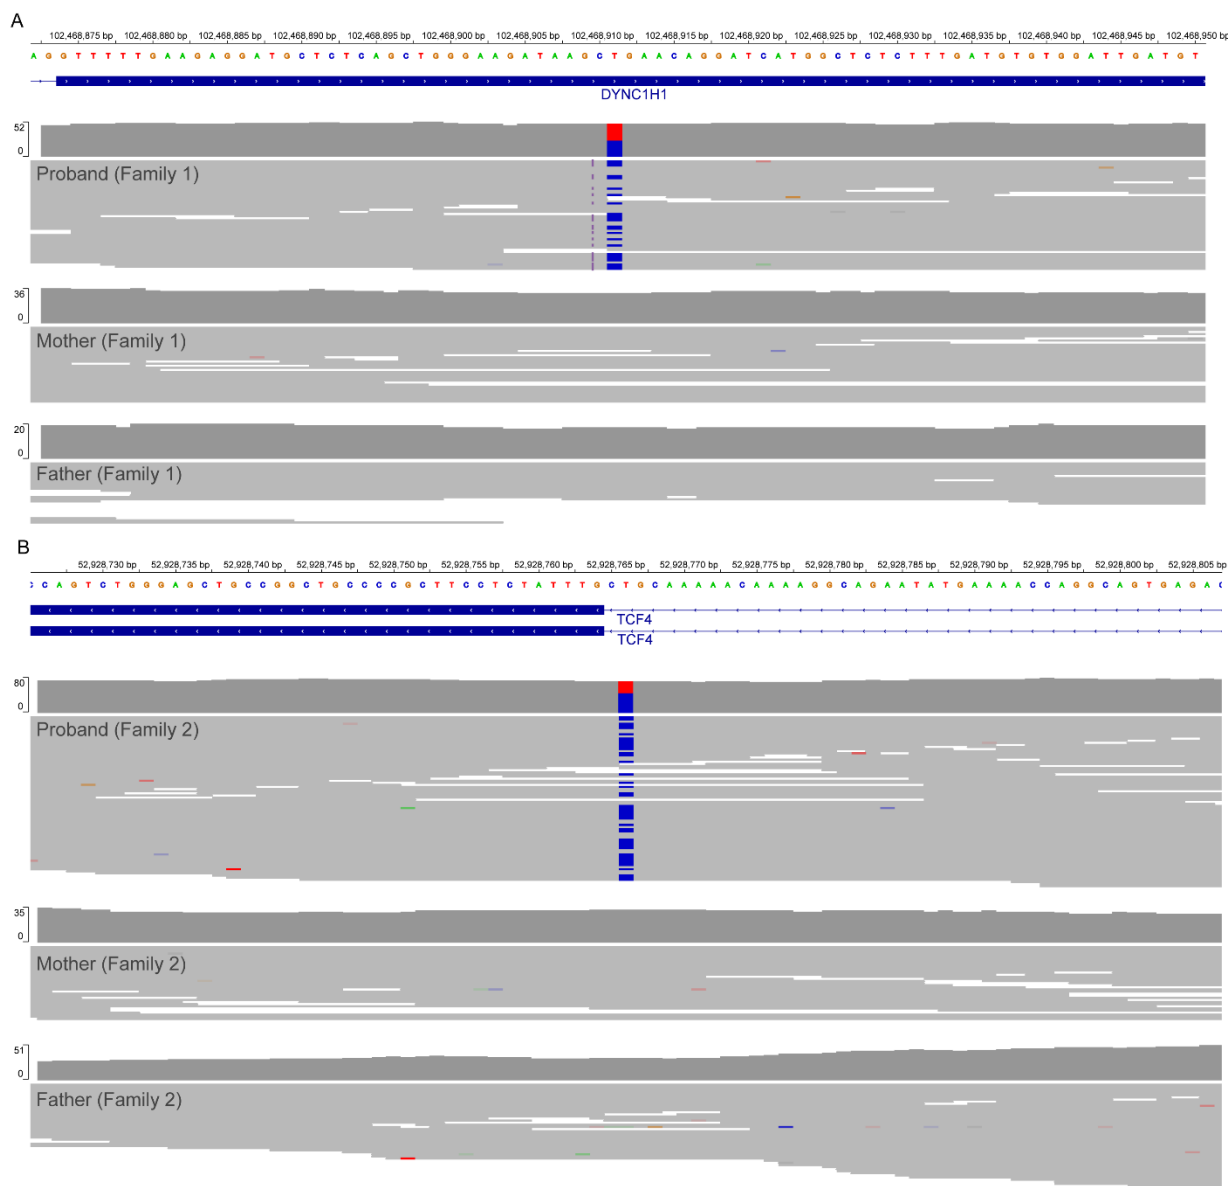 A
102,468,875 bp 102,468,880 bp 102,468,885 bp 102,468,890 bp 102,468,895 bp 102,468,900 bp 102,468,905 bp 102,468,910 bp 102,468,915 bp 102,468,920 bp 102,468,925 bp 102,468,930 bp 102,468,935 bp 102,468,940 bp 102,468,945 bp 102,468,950 bp
A G G T T T T T G A A G A G G A T G C T C T C A G C T G G G A A G A T A A G C T G A A C A G G A T C A T G G C T C T C T T T G A T G T G T G G A T T G A T G T
DYNC1H1
52
0
Proband (Family 1)
36
0
Mother (Family 1)
20
0
Father (Family 1)
B
52,928,730 bp 52,928,735 bp 52,928,740 bp 52,928,745 bp 52,928,750 bp 52,928,755 bp 52,928,760 bp 52,928,765 bp 52,928,770 bp 52,928,775 bp 52,928,780 bp 52,928,785 bp 52,928,790 bp 52,928,795 bp 52,928,800 bp 52,928,805 bp
C C A G T C T G G G A G C T G C C G G C T G C C C C G C T T C C T C T A T T T G C T G C A A A A A C A A A A G G C A G A A T A T G A A A A C C A G G C A G T G A G A C
TCF4
TCF4
80
0
Proband (Family 2)
35
0
Mother (Family 2)
51
0
Father (Family 2)